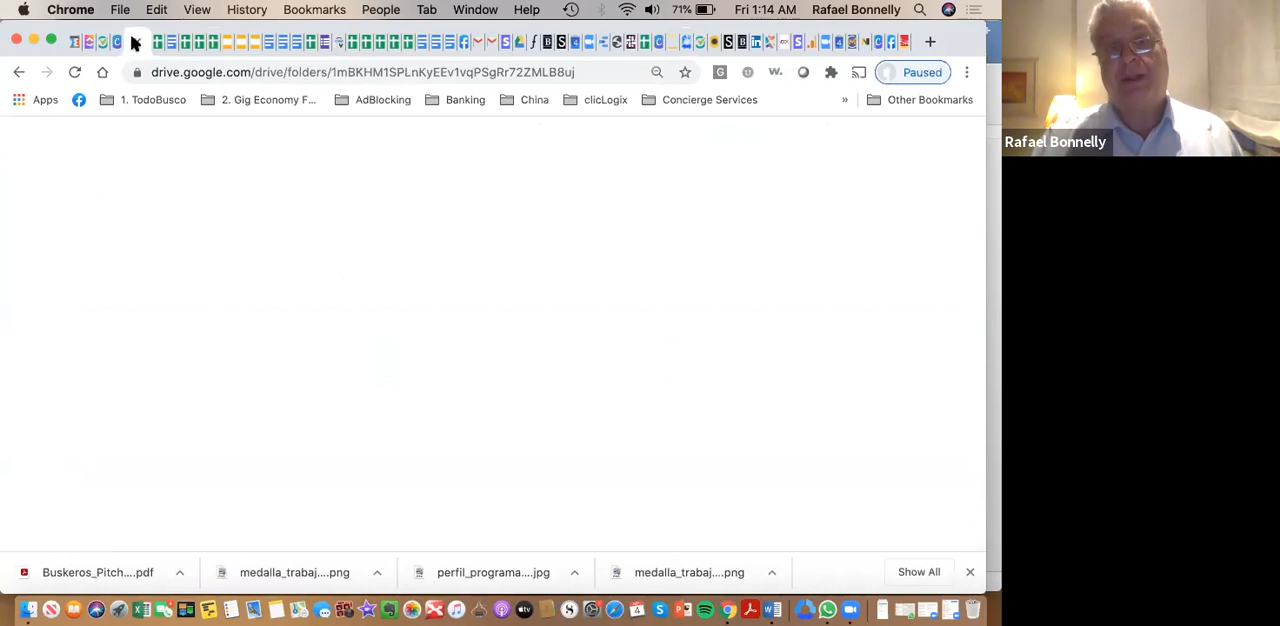 Chrome File Edit View History Bookmarks People Tab Window Help 71% Fri 1:14 AM Rafael Bonnelly
drive.google.com/drive/folders/1mBKHM1SPLnKyEEv1vqPSgRr72ZMLB8uj Paused
Apps 1. TodoBusco 2. Gig Economy F... AdBlocking Banking China clicLogix Concierge Services » Other Bookmarks
Rafael Bonnelly
Buskeros_Pitch....pdf medalla_trabaj....png perfil_programa....jpg medalla_trabaj....png Show All